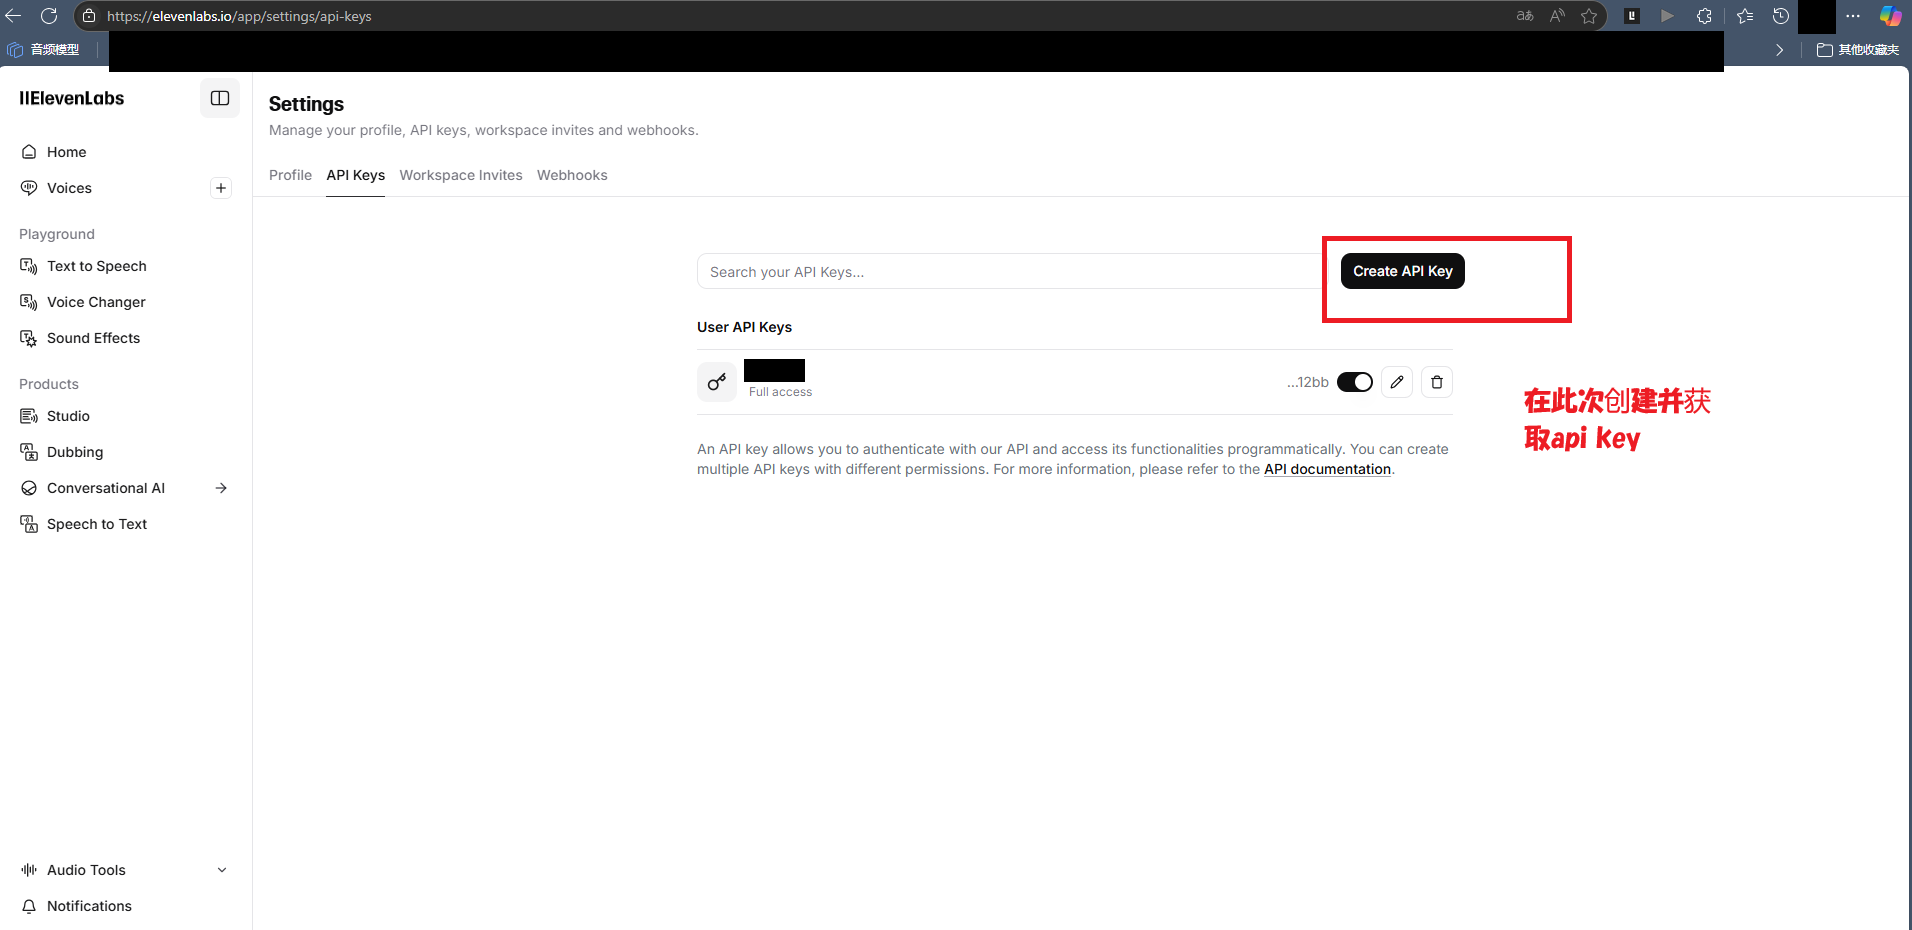 https://elevenlabs.io/app/settings/api-keys
音频模型
其他收藏夹
IIElevenLabs
Home
Voices
Playground
Text to Speech
Voice Changer
Sound Effects
Products
Studio
Dubbing
Conversational AI
Speech to Text
Audio Tools
Notifications
Settings
Manage your profile, API keys, workspace invites and webhooks.
Profile API Keys Workspace Invites Webhooks
Search your API Keys...
Create API Key
User API Keys
Full access
...12bb
An API key allows you to authenticate with our API and access its functionalities programmatically. You can create
multiple API keys with different permissions. For more information, please refer to the API documentation.
在此次创建并获
取api key